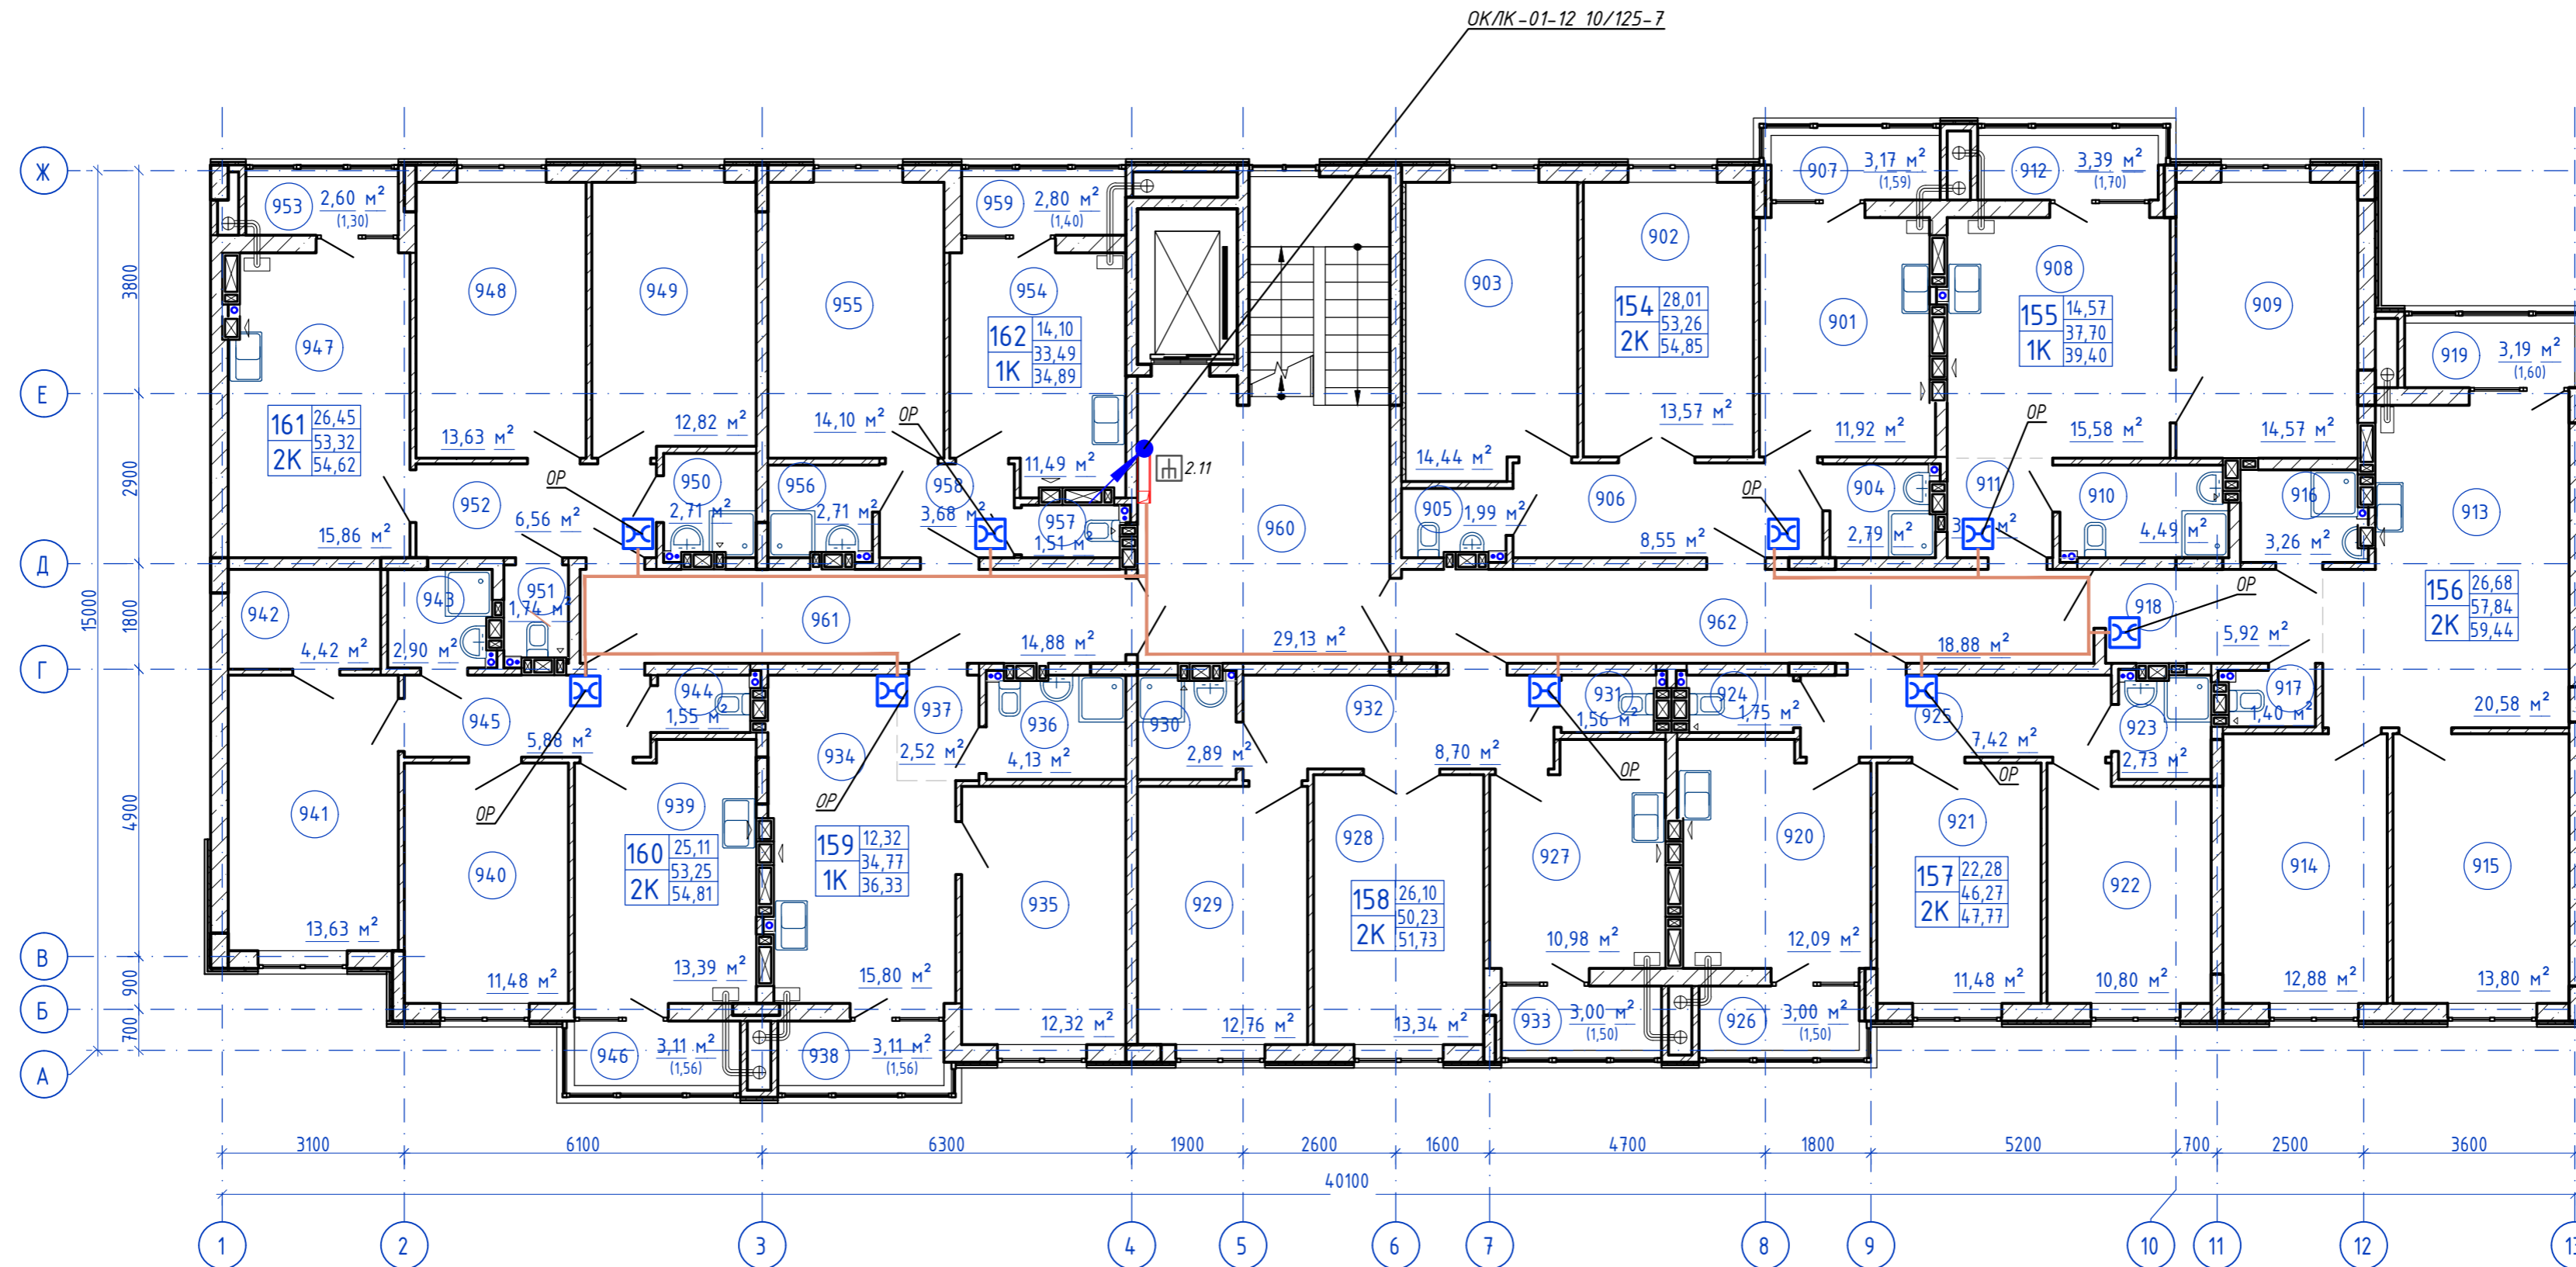 ОКЛК-01-12 10/125-7
Ж
Е
Д
Г
В
Б
А
15000
3800
2900
1800
4900
900
700
953
2,60 м²
(1,30)
948
949
955
959
2,80 м²
(1,40)
954
162
1К
14,10
33,49
34,89
947
161
2К
26,45
53,32
54,62
13,63 м²
12,82 м²
14,10 м²
ОР
11,49 м²
2.11
15,86 м²
952
6,56 м²
ОР
950
2,71 м²
956
2,71 м²
958
3,68 м²
957
1,51 м²
960
29,13 м²
903
902
154
2К
28,01
53,26
54,85
14,44 м²
13,57 м²
907
3,17 м²
(1,59)
912
3,39 м²
(1,70)
901
11,92 м²
908
155
1К
14,57
37,70
39,40
15,58 м²
909
14,57 м²
919
3,19 м²
(1,60)
905
1,99 м²
906
8,55 м²
ОР
904
2,79 м²
911
ОР
910
4,49 м²
916
3,26 м²
913
156
2К
26,68
57,84
59,44
20,58 м²
942
4,42 м²
943
2,90 м²
951
1,74 м²
961
14,88 м²
962
18,88 м²
918
5,92 м²
ОР
945
5,88 м²
ОР
944
1,55 м²
937
2,52 м²
934
ОР
936
4,13 м²
930
2,89 м²
932
8,70 м²
931
1,56 м²
ОР
924
1,75 м²
925
7,42 м²
ОР
923
2,73 м²
917
1,40 м²
941
13,63 м²
940
11,48 м²
939
160
2К
25,11
53,25
54,81
13,39 м²
159
1К
12,32
34,77
36,33
15,80 м²
935
12,32 м²
929
12,76 м²
928
158
2К
26,10
50,23
51,73
13,34 м²
927
10,98 м²
920
12,09 м²
921
157
2К
22,28
46,27
47,77
11,48 м²
922
10,80 м²
914
12,88 м²
915
13,80 м²
946
3,11 м²
(1,56)
938
3,11 м²
(1,56)
933
3,00 м²
(1,50)
926
3,00 м²
(1,50)
3100
6100
6300
1900
2600
1600
4700
1800
5200
700
2500
3600
40100
1
2
3
4
5
6
7
8
9
10
11
12